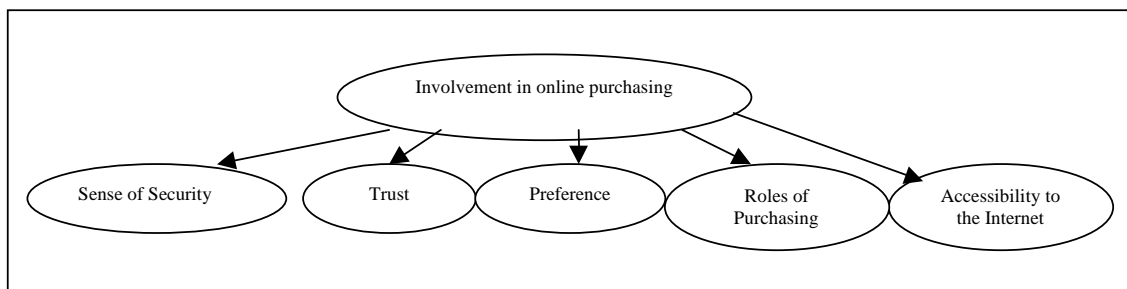 Involvement in online purchasing
Sense of Security
Trust
Preference
Roles of
Purchasing
Accessibility to
the Internet